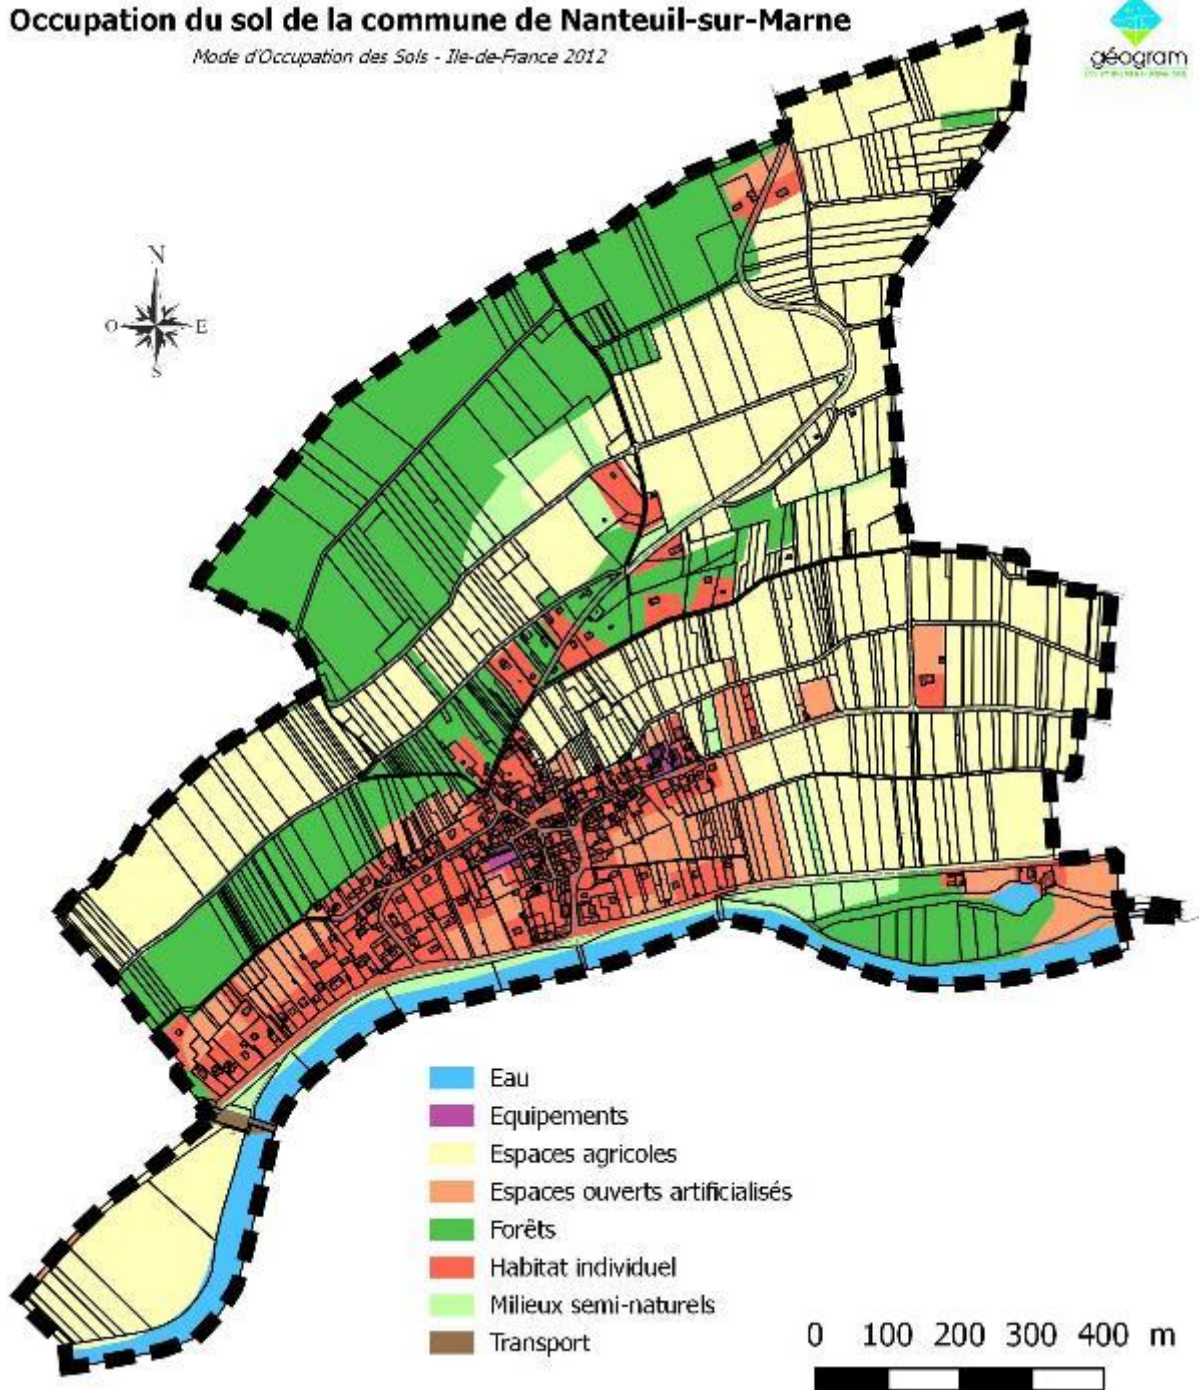 Occupation du sol de la commune de Nanteuil-sur-Marne
Mode d'Occupation des Sols - Ile-de-France 2012
géogram
N
O
E
S
Eau
Equipements
Espaces agricoles
Espaces ouverts artificialisés
Forêts
Habitat individuel
Milieux semi-naturels
Transport
0 100 200 300 400 m